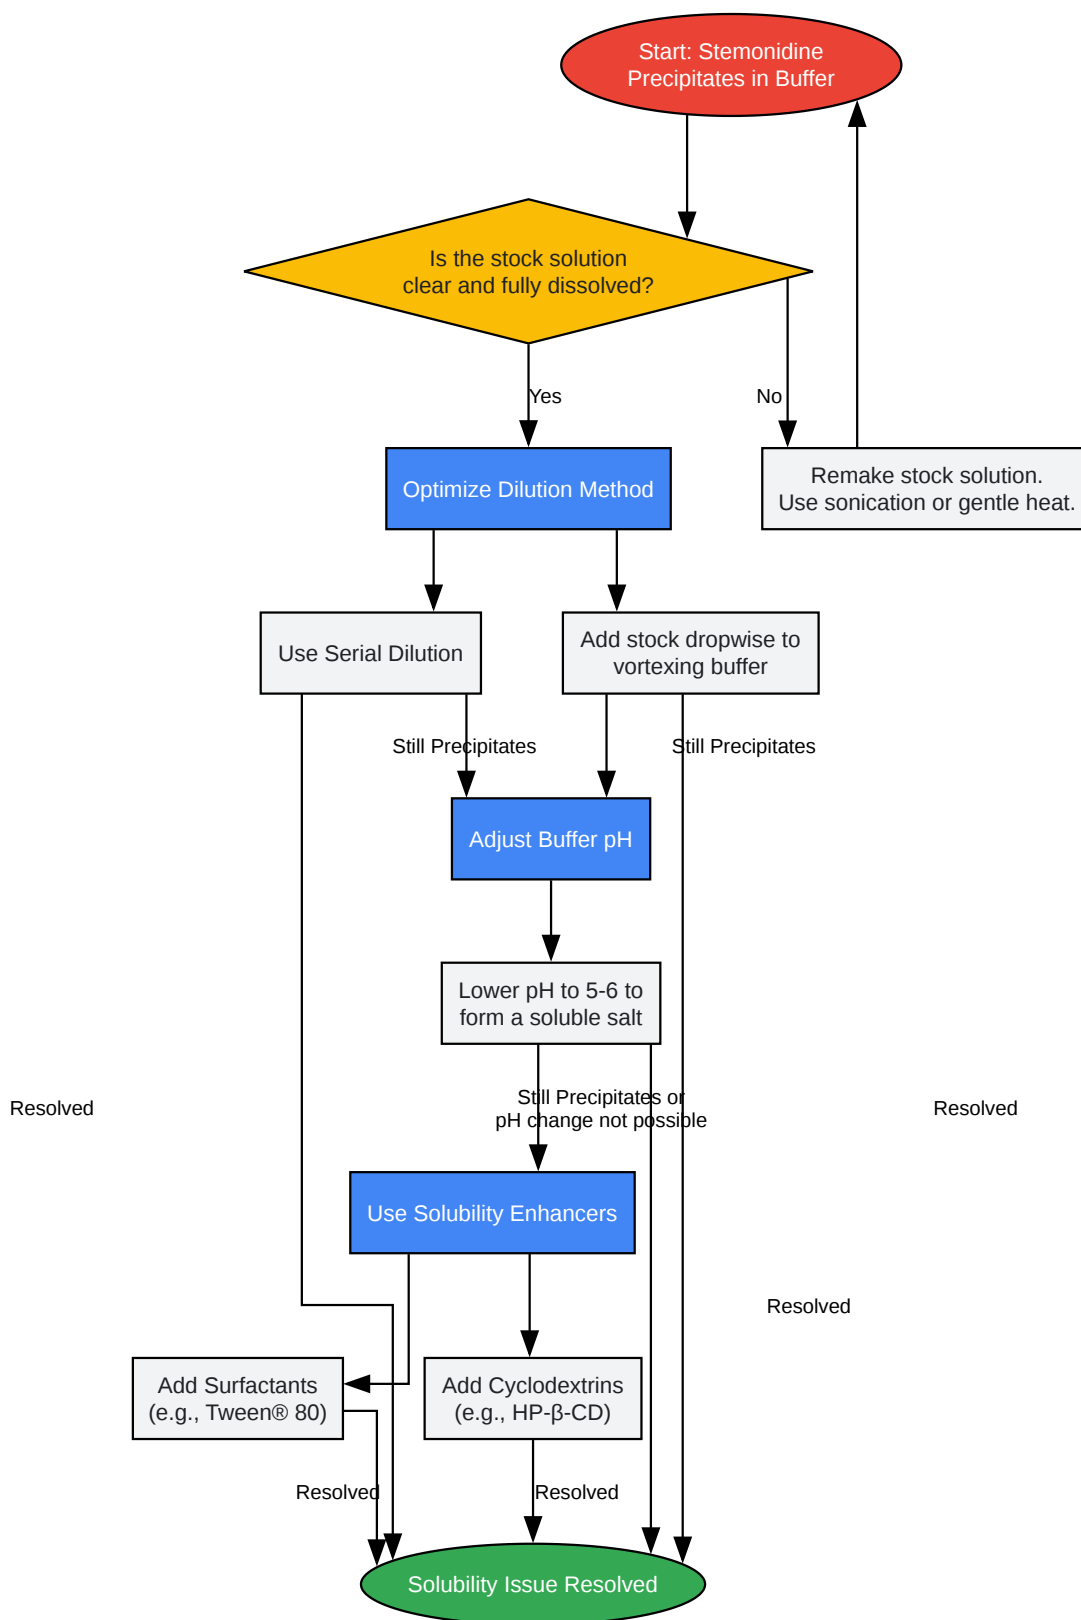 Start: Stemonidine
Precipitates in Buffer
Is the stock solution
clear and fully dissolved?
Yes
No
Optimize Dilution Method
Remake stock solution.
Use sonication or gentle heat.
Use Serial Dilution
Add stock dropwise to
vortexing buffer
Still Precipitates
Still Precipitates
Adjust Buffer pH
Lower pH to 5-6 to
form a soluble salt
Resolved
Still Precipitates or
pH change not possible
Resolved
Use Solubility Enhancers
Resolved
Add Surfactants
(e.g., Tween® 80)
Add Cyclodextrins
(e.g., HP-β-CD)
Resolved
Resolved
Solubility Issue Resolved